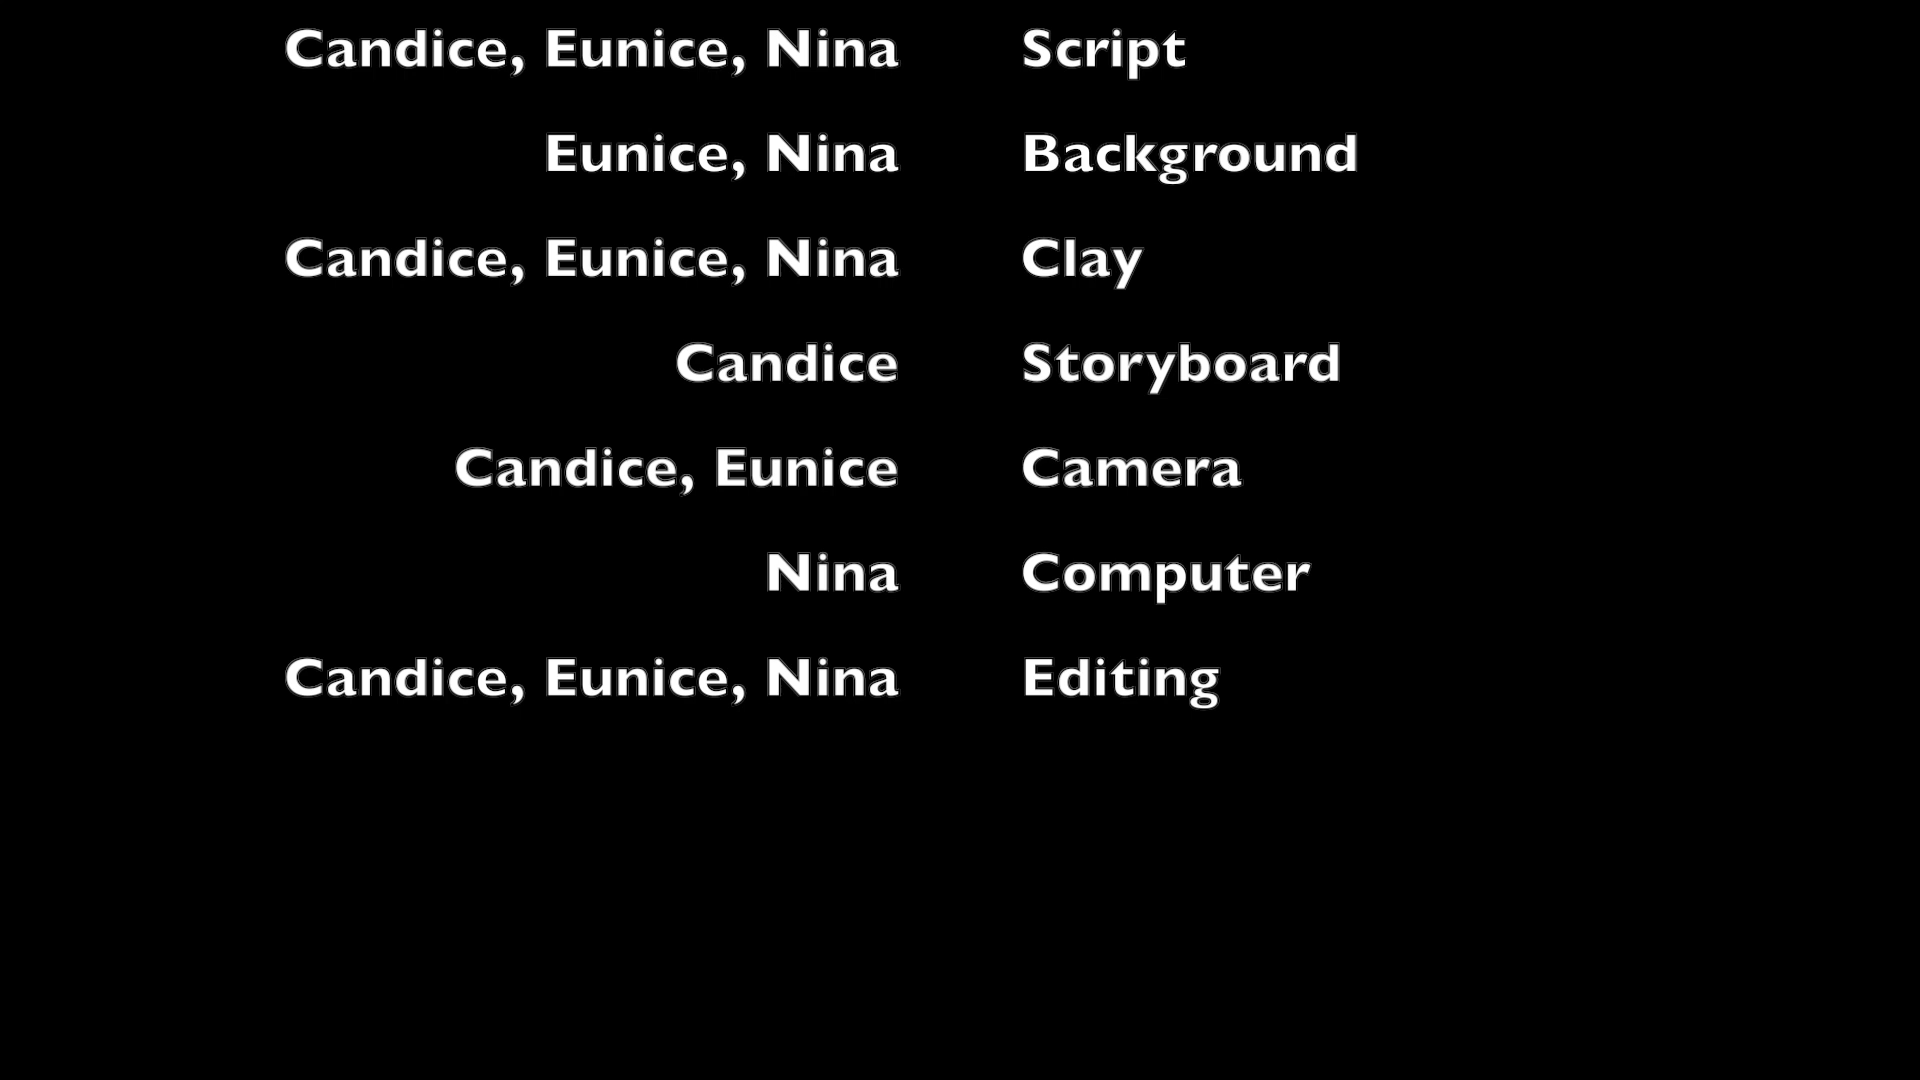 Candice, Eunice, Nina Script
Eunice, Nina Background
Candice, Eunice, Nina Clay
Candice Storyboard
Candice, Eunice Camera
Nina Computer
Candice, Eunice, Nina Editing